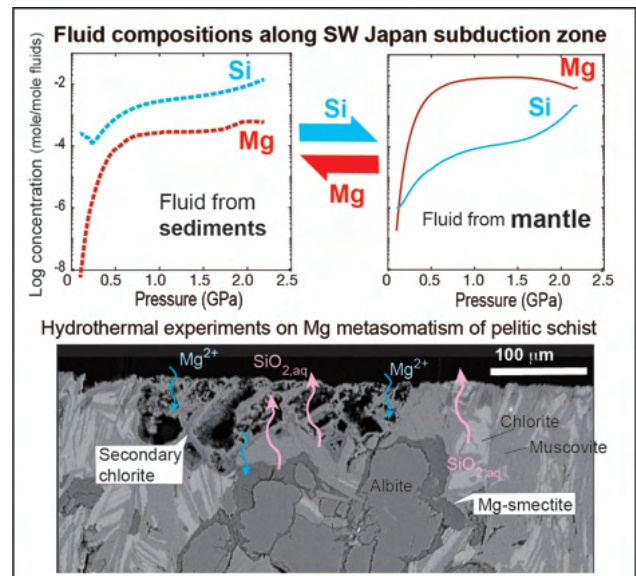 Fluid compositions along SW Japan subduction zone
Log concentration (mole/mole fluids)
-2
-4
-6
-8
Si
Mg
Fluid from
sediments
0
0.5
1.0
1.5
2.0
2.5
Pressure (GPa)
Si
Mg
Mg
Si
Fluid from mantle
0
0.5
1.0
1.5
2.0
2.5
Pressure (GPa)
Hydrothermal experiments on Mg metasomatism of pelitic schist
Mg2+
SiO2,aq
Mg2+
100 μm
Secondary
chlorite
Chlorite
Muscovite
SiO2,aq
Albite
Mg-smectite